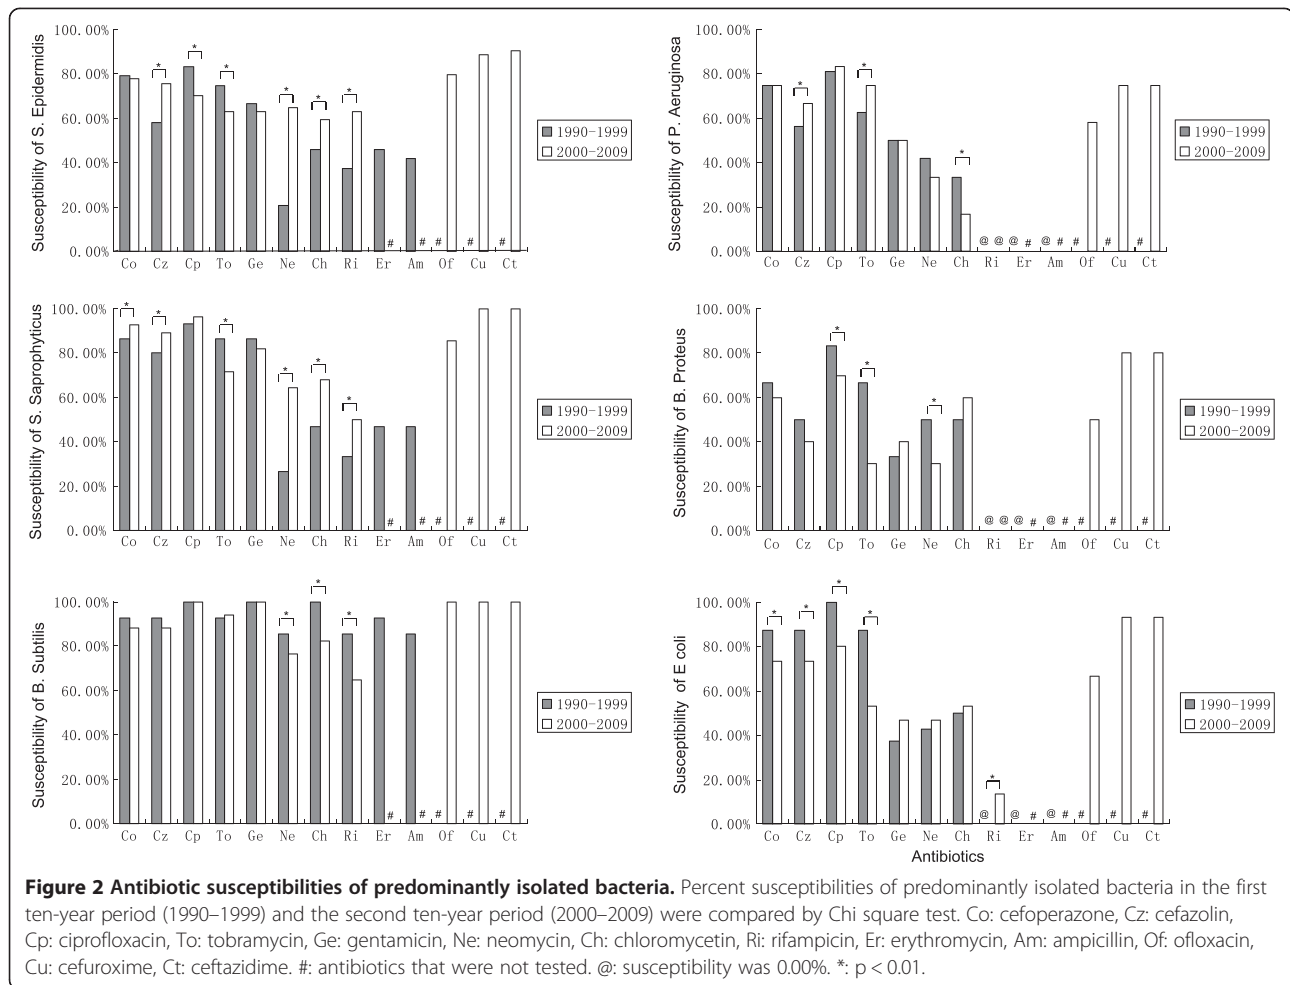 100.00%
80.00%
60.00%
40.00%
20.00%
0.00%
Susceptibility of S. Epidermidis
* * * * * *
# # # # #
Co Cz Cp To Ge Ne Ch Ri Er Am Of Cu Ct
1990-1999
2000-2009
100.00%
80.00%
60.00%
40.00%
20.00%
0.00%
Susceptibility of P. Aeruginosa
* * *
@ @ @ # @ # # # #
Co Cz Cp To Ge Ne Ch Ri Er Am Of Cu Ct
1990-1999
2000-2009
100.00%
80.00%
60.00%
40.00%
20.00%
0.00%
Susceptibility of S. Saprophyticus
* * * * * *
# # # # #
Co Cz Cp To Ge Ne Ch Ri Er Am Of Cu Ct
1990-1999
2000-2009
100.00%
80.00%
60.00%
40.00%
20.00%
0.00%
Susceptibility of B. Proteus
* * *
@ @ @ # @ # # # #
Co Cz Cp To Ge Ne Ch Ri Er Am Of Cu Ct
1990-1999
2000-2009
100.00%
80.00%
60.00%
40.00%
20.00%
0.00%
Susceptibility of B. Subtilis
* * *
# # # # #
Co Cz Cp To Ge Ne Ch Ri Er Am Of Cu Ct
1990-1999
2000-2009
100.00%
80.00%
60.00%
40.00%
20.00%
0.00%
Susceptibility of E coli
* * * * *
@ @ # @ # # # #
Co Cz Cp To Ge Ne Ch Ri Er Am Of Cu Ct
1990-1999
2000-2009
Antibiotics
Figure 2 Antibiotic susceptibilities of predominantly isolated bacteria. Percent susceptibilities of predominantly isolated bacteria in the first
ten-year period (1990–1999) and the second ten-year period (2000–2009) were compared by Chi square test. Co: cefoperazone, Cz: cefazolin,
Cp: ciprofloxacin, To: tobramycin, Ge: gentamicin, Ne: neomycin, Ch: chloromycetin, Ri: rifampicin, Er: erythromycin, Am: ampicillin, Of: ofloxacin,
Cu: cefuroxime, Ct: ceftazidime. #: antibiotics that were not tested. @: susceptibility was 0.00%. *: p < 0.01.